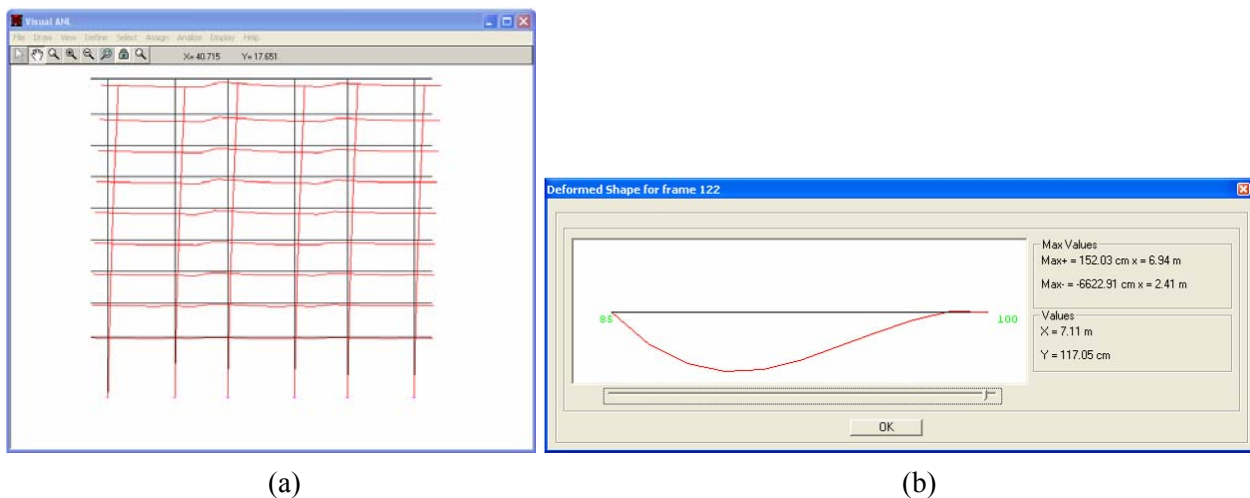 Visual ANL
File Draw View Define Select Assign Analize Display Help
X= 40.715 Y= 17.651
Deformed Shape for frame 122
Max Values
Max+ = 152.03 cm x = 6.94 m
Max- = -6622.91 cm x = 2.41 m
85
100
Values
X = 7.11 m
Y = 117.05 cm
OK
(a) (b)